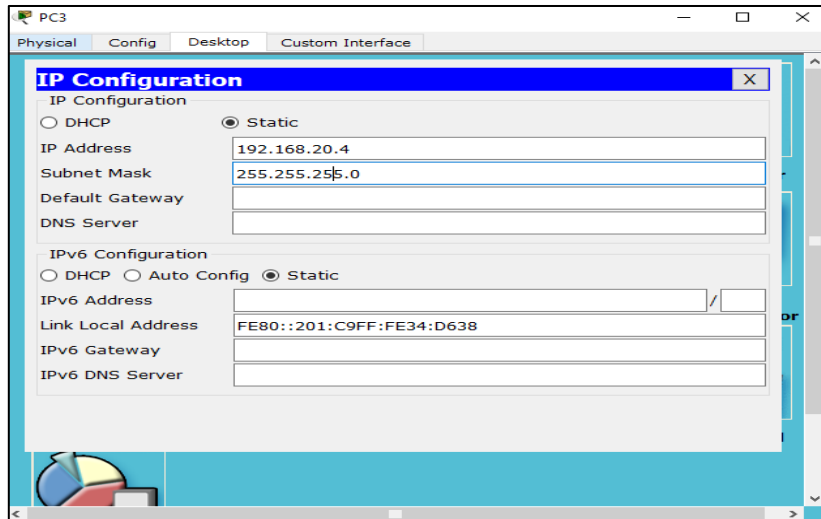 PC3
Physical Config Desktop Custom Interface
IP Configuration X
IP Configuration
DHCP Static
IP Address 192.168.20.4
Subnet Mask 255.255.255.0
Default Gateway
DNS Server
IPv6 Configuration
DHCP Auto Config Static
IPv6 Address /
Link Local Address FE80::201:C9FF:FE34:D638
IPv6 Gateway
IPv6 DNS Server
or